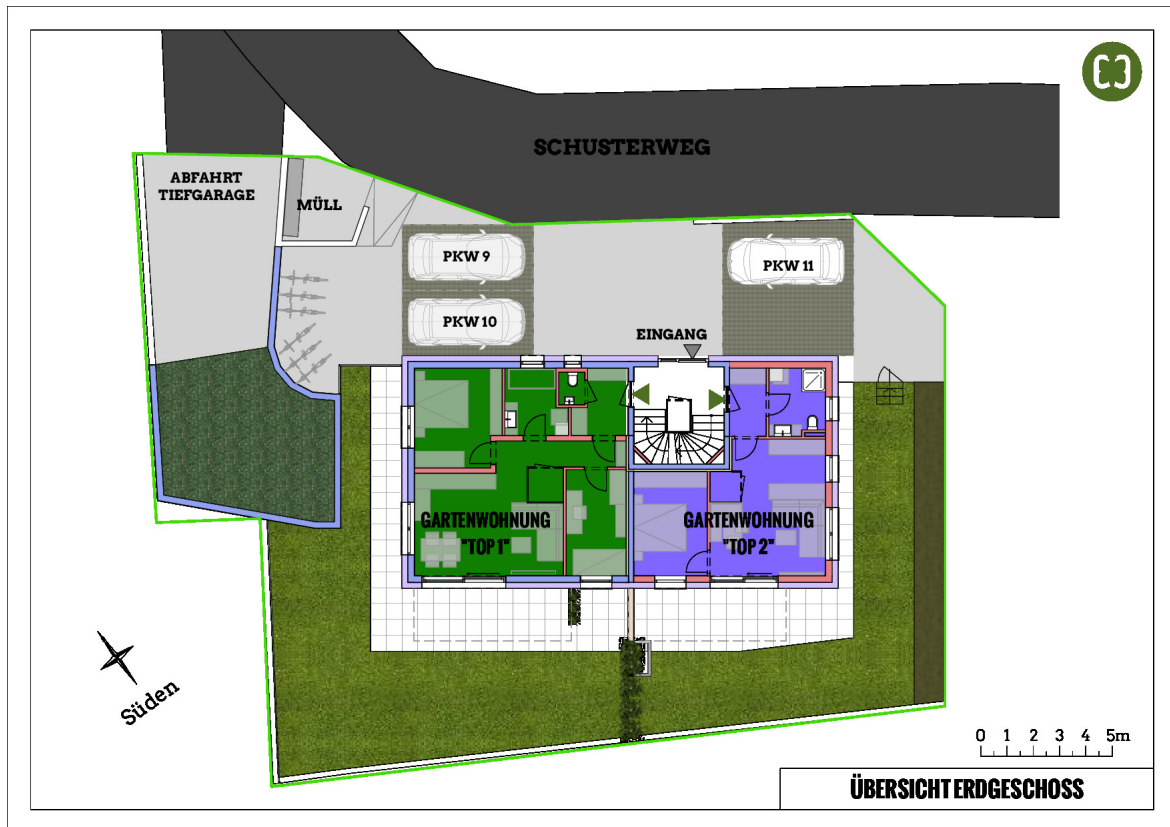 SCHUSTERWEG
ABFAHRT
TIEFGARAGE
MÜLL
PKW 9
PKW 11
PKW 10
EINGANG
GARTENWOHNUNG
"TOP 1"
GARTENWOHNUNG
"TOP 2"
Süden
0 1 2 3 4 5m
ÜBERSICHT ERDGESCHOSS